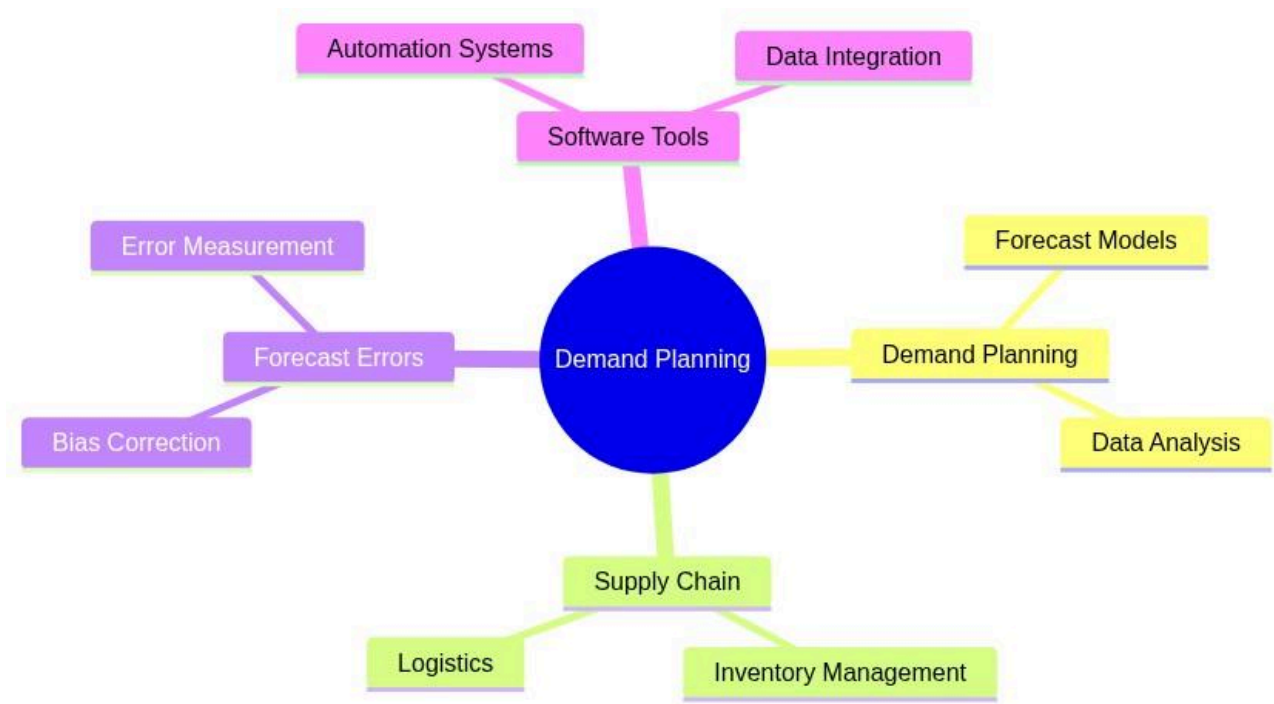 Automation Systems
Data Integration
Software Tools
Error Measurement
Forecast Models
Forecast Errors
Demand Planning
Demand Planning
Bias Correction
Data Analysis
Supply Chain
Logistics
Inventory Management